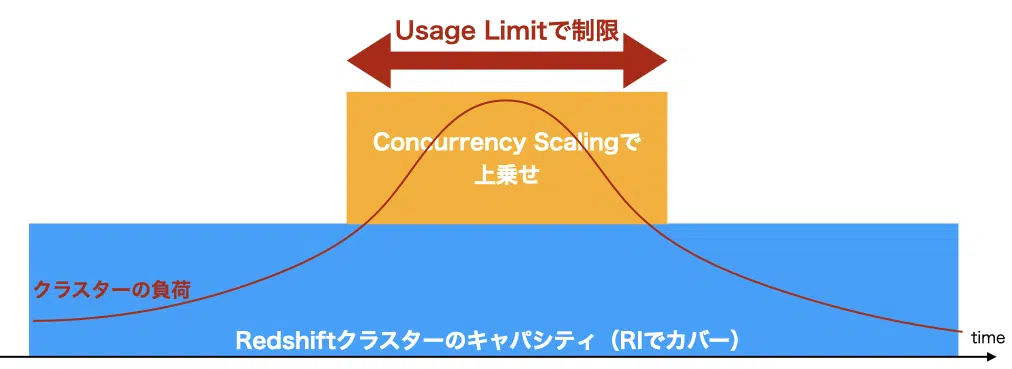 Usage Limitで制限
Concurrency Scalingで
上乗せ
クラスターの負荷
Redshiftクラスターのキャパシティ（RIでカバー）
time